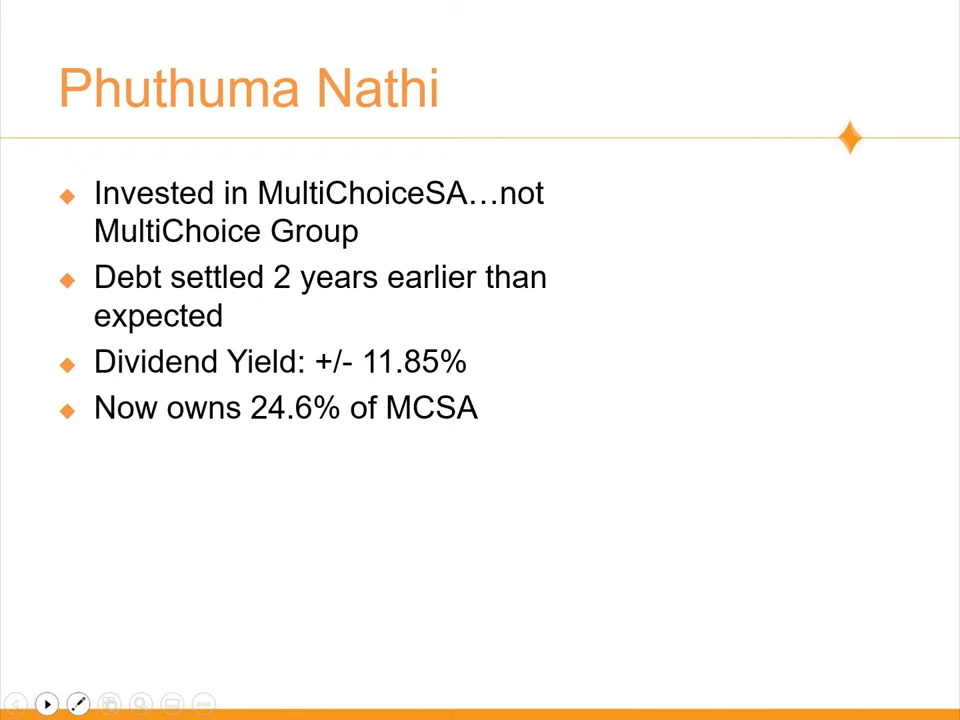 Phuthuma Nathi
Invested in MultiChoiceSA…not
MultiChoice Group
Debt settled 2 years earlier than
expected
Dividend Yield: +/- 11.85%
Now owns 24.6% of MCSA